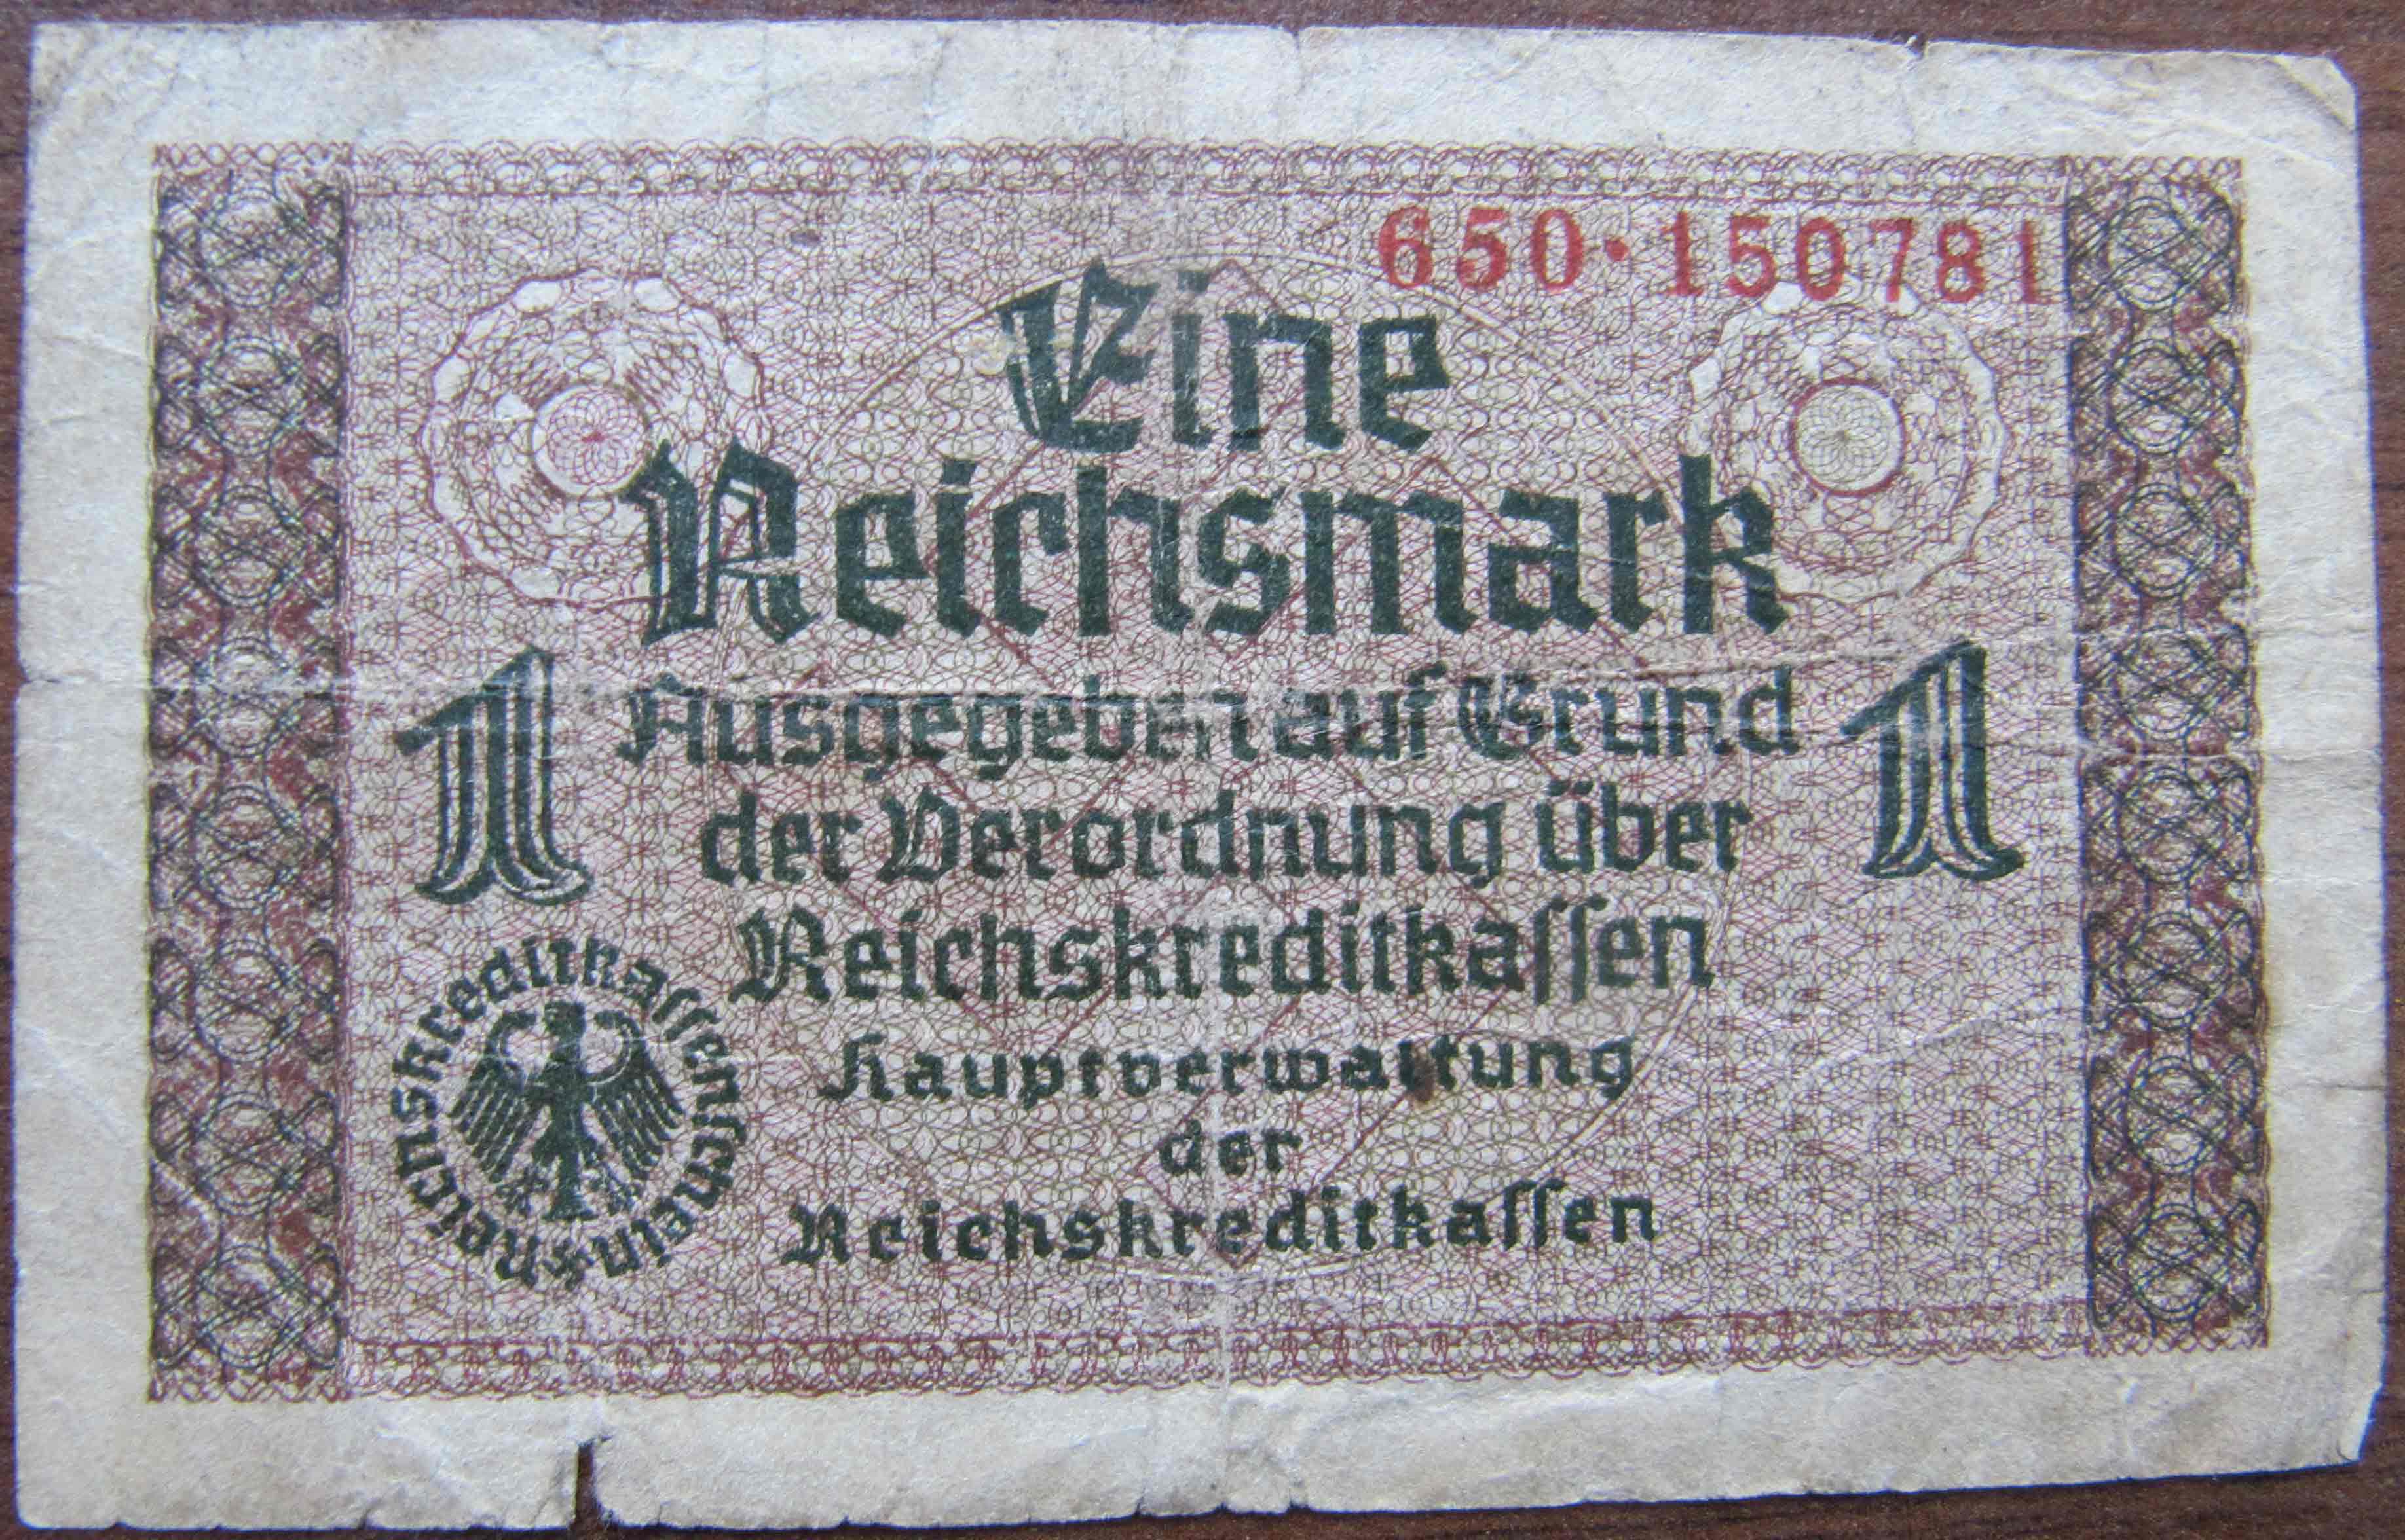 650·150781
Eine
Reichsmark
1 Ausgegeben auf Grund 1
der Verordnung über
Reichskreditkassen
Hauptverwaltung
der
Reichskreditkassen
Reichskreditkassenschein